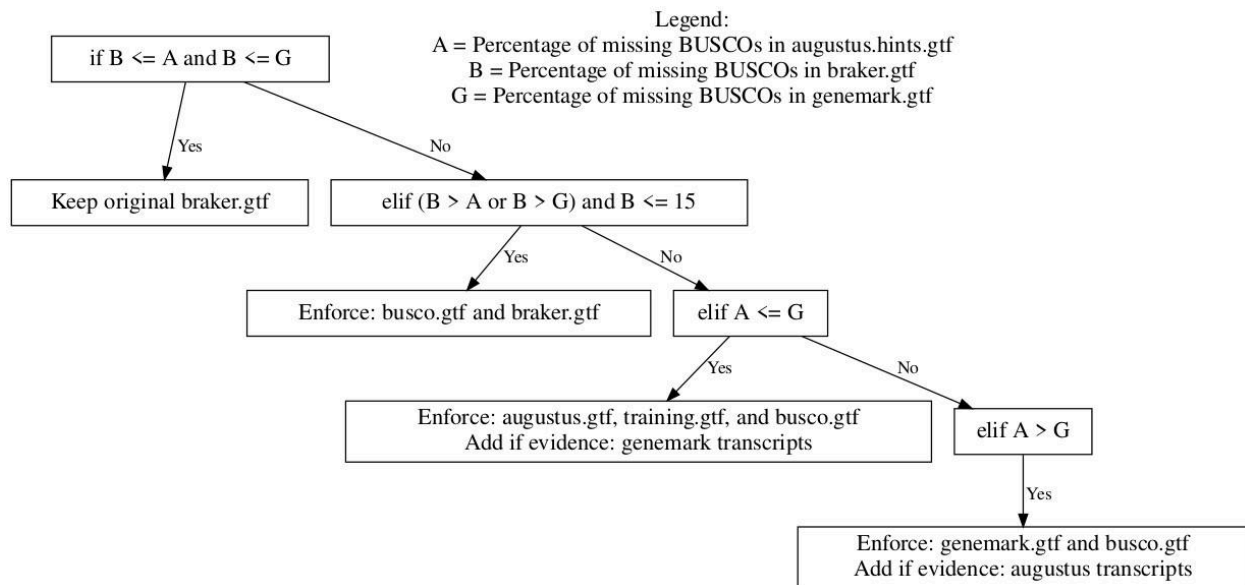 Legend:
A = Percentage of missing BUSCOs in augustus.hints.gtf
B = Percentage of missing BUSCOs in braker.gtf
G = Percentage of missing BUSCOs in genemark.gtf
if B <= A and B <= G
Yes
No
Keep original braker.gtf
elif (B > A or B > G) and B <= 15
Yes
No
Enforce: busco.gtf and braker.gtf
elif A <= G
Yes
No
Enforce: augustus.gtf, training.gtf, and busco.gtf
Add if evidence: genemark transcripts
elif A > G
Yes
Enforce: genemark.gtf and busco.gtf
Add if evidence: augustus transcripts